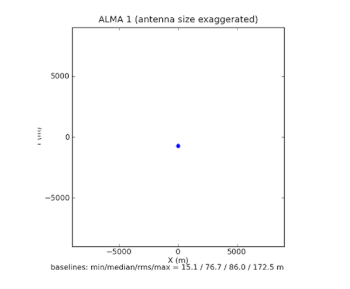 ALMA 1 (antenna size exaggerated)
5000
0
−5000
−5000
0
5000
X (m)
baselines: min/median/rms/max = 15.1 / 76.7 / 86.0 / 172.5 m